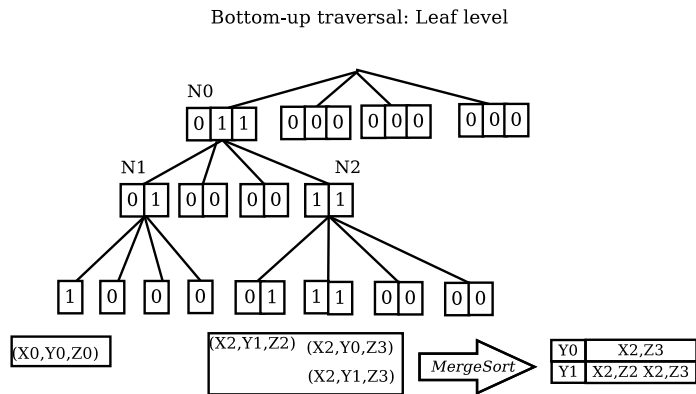 Bottom-up traversal: Leaf level
N0
0 1 1 0 0 0 0 0 0 0 0 0
N1 N2
0 1 0 0 0 0 1 1
1 0 0 0 0 1 1 1 0 0 0 0
(X0,Y0,Z0)
(X2,Y1,Z2) (X2,Y0,Z3)
(X2,Y1,Z3)
MergeSort
Y0 X2,Z3
Y1 X2,Z2 X2,Z3